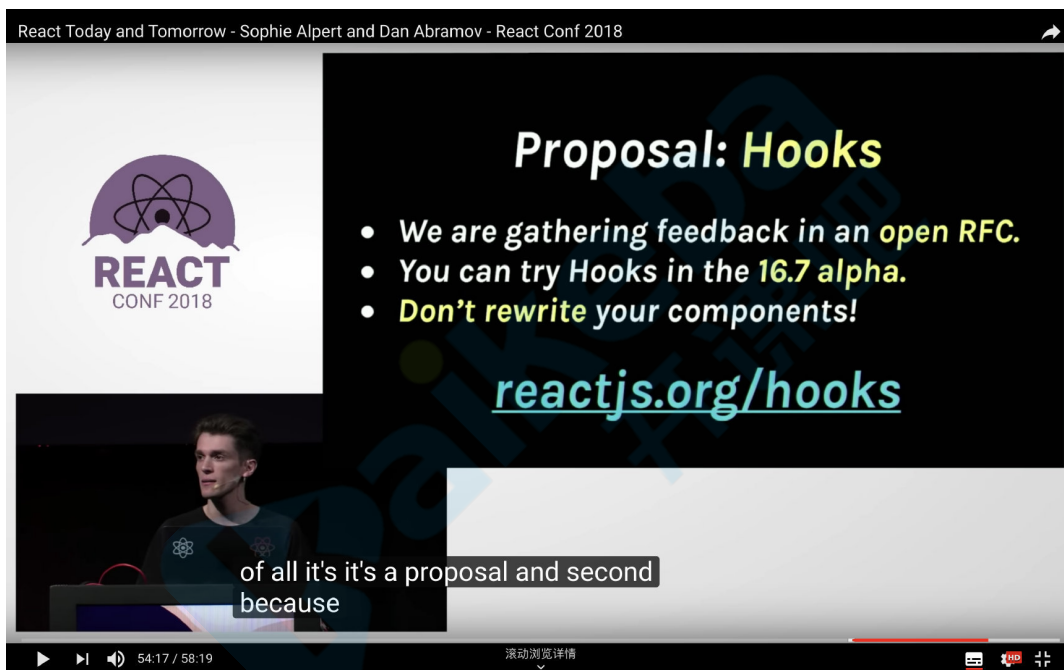 React Today and Tomorrow - Sophie Alpert and Dan Abramov - React Conf 2018
Proposal: Hooks
• We are gathering feedback in an open RFC.
• You can try Hooks in the 16.7 alpha.
• Don't rewrite your components!
reactjs.org/hooks
REACT
CONF 2018
of all it's it's a proposal and second
because
54:17 / 58:19
滚动浏览详情
HD